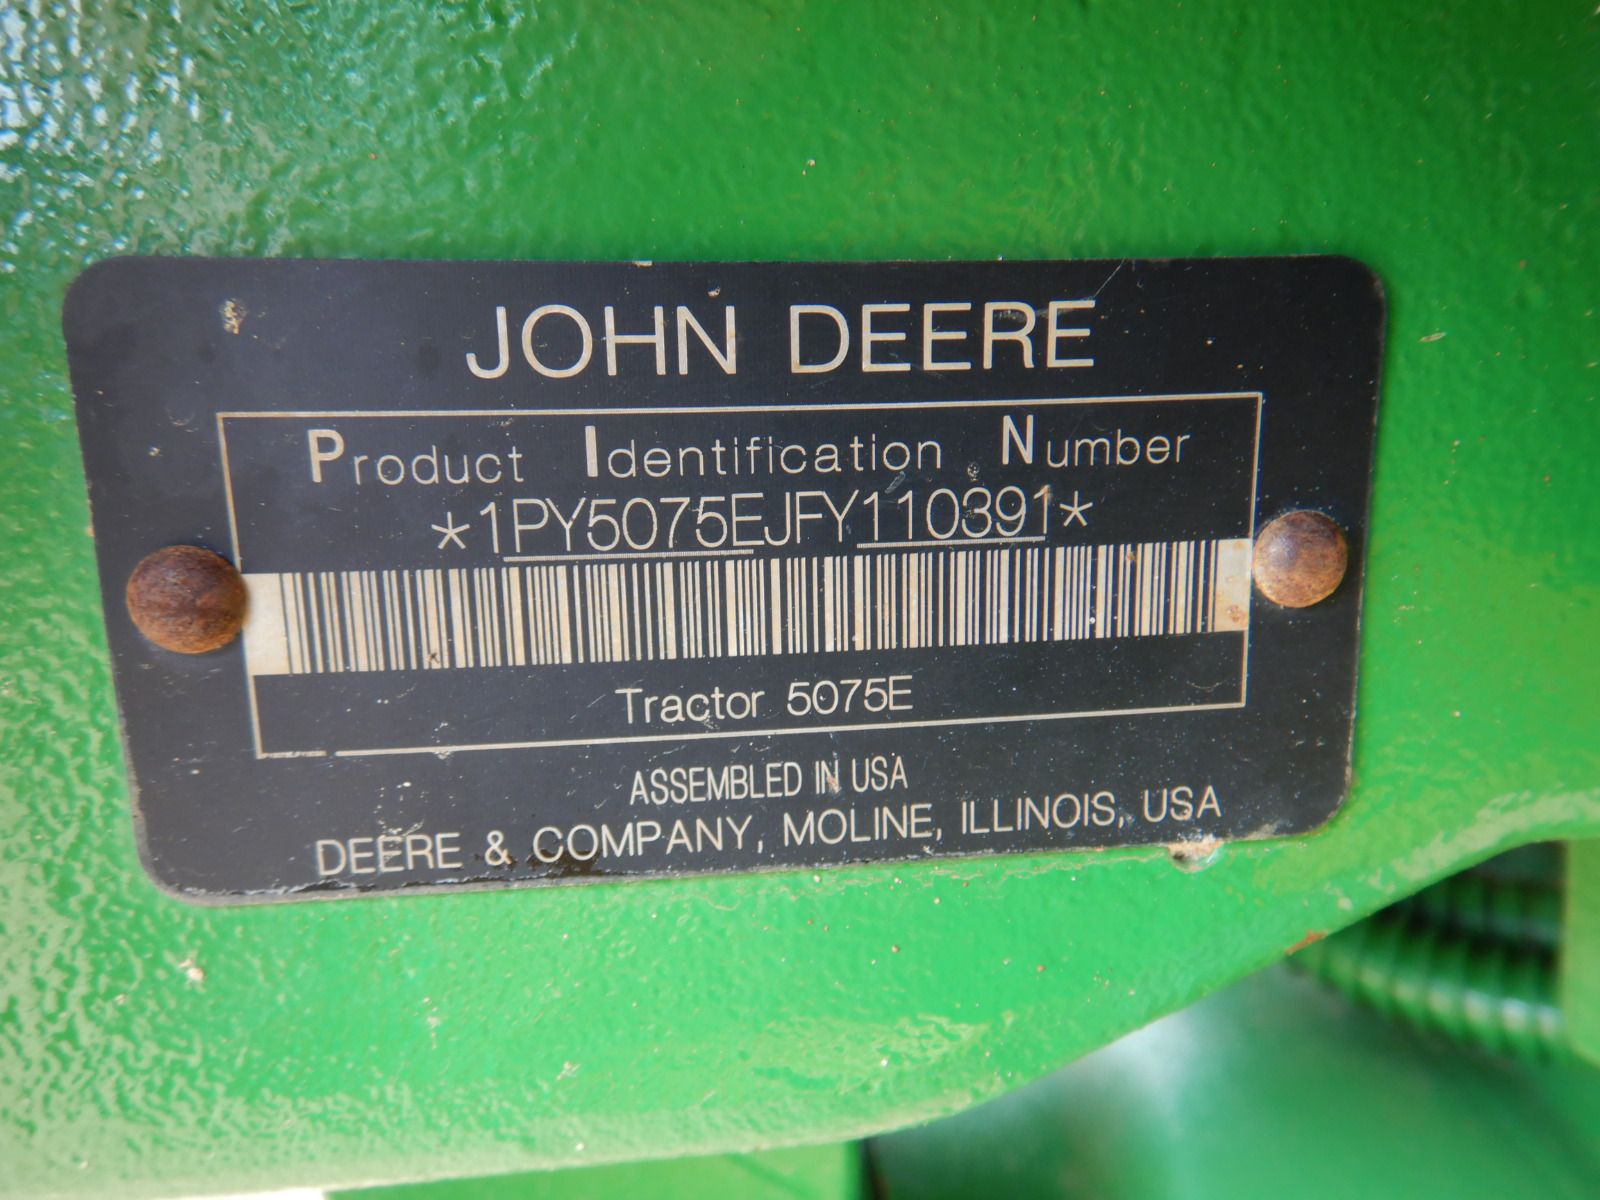 JOHN DEERE
Product Identification Number
*1PY5075EJFY110391*
Tractor 5075E
ASSEMBLED IN USA
DEERE & COMPANY, MOLINE, ILLINOIS, USA